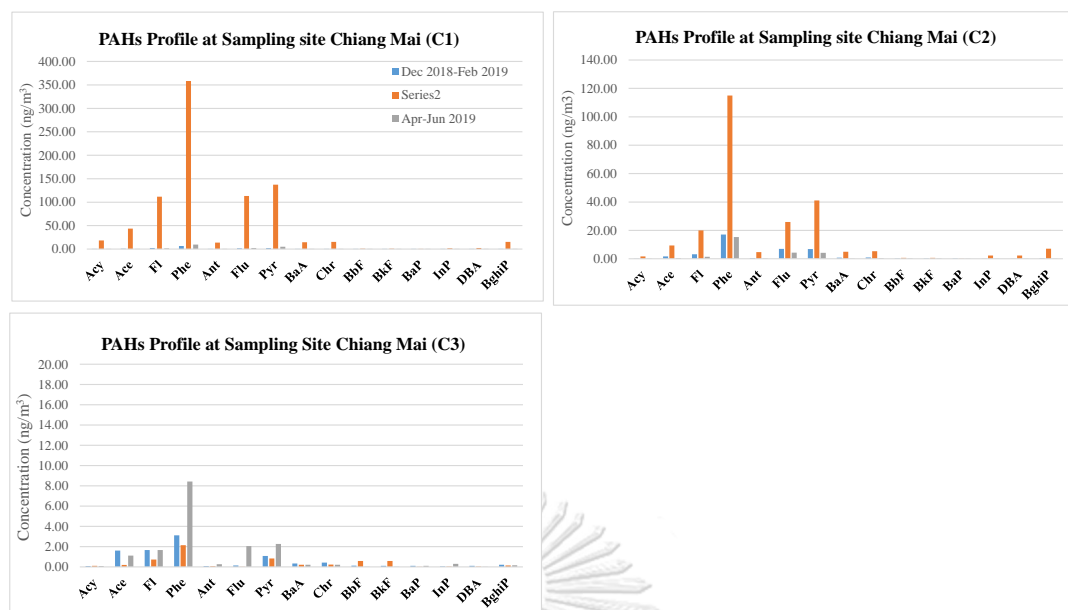 PAHs Profile at Sampling site Chiang Mai (C1)
Concentration (ng/m³)
400.00
350.00
300.00
250.00
200.00
150.00
100.00
50.00
0.00
Dec 2018-Feb 2019
Series2
Apr-Jun 2019
Acy Ace Fl Phe Ant Flu Pyr BaA Chr BbF BkF BaP InP DBA BghiP
PAHs Profile at Sampling site Chiang Mai (C2)
Concentration (ng/m3)
140.00
120.00
100.00
80.00
60.00
40.00
20.00
0.00
Acy Ace Fl Phe Ant Flu Pyr BaA Chr BbF BkF BaP InP DBA BghiP
PAHs Profile at Sampling Site Chiang Mai (C3)
Concentration (ng/m³)
20.00
18.00
16.00
14.00
12.00
10.00
8.00
6.00
4.00
2.00
0.00
Acy Ace Fl Phe Ant Flu Pyr BaA Chr BbF BkF BaP InP DBA BghiP